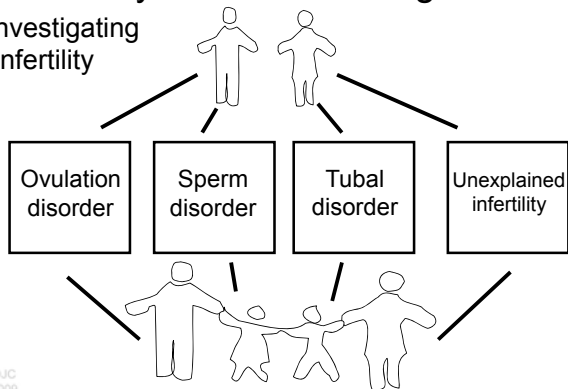 nvestigating
nfertility
Ovulation
disorder
Sperm
disorder
Tubal
disorder
Unexplained
infertility